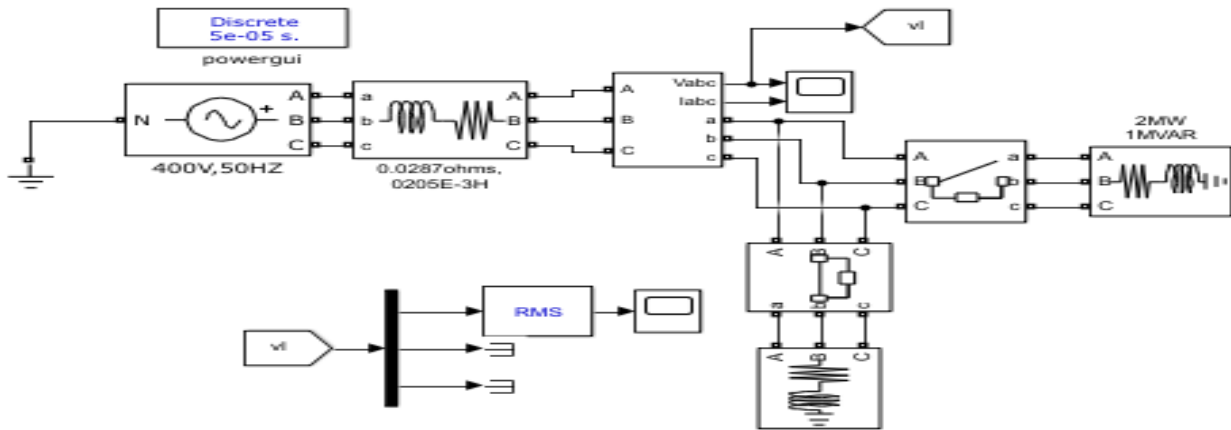 Discrete
5e-05 s.
powergui
vl
N
+
A
B
C
400V,50HZ
a
b
c
A
B
C
0.0287ohms,
0205E-3H
A
B
C
Vabc
Iabc
a
b
c
A
B
C
a
b
c
2MW
1MVAR
A
B
C
A
B
C
a
b
c
A
B
C
vl
RMS